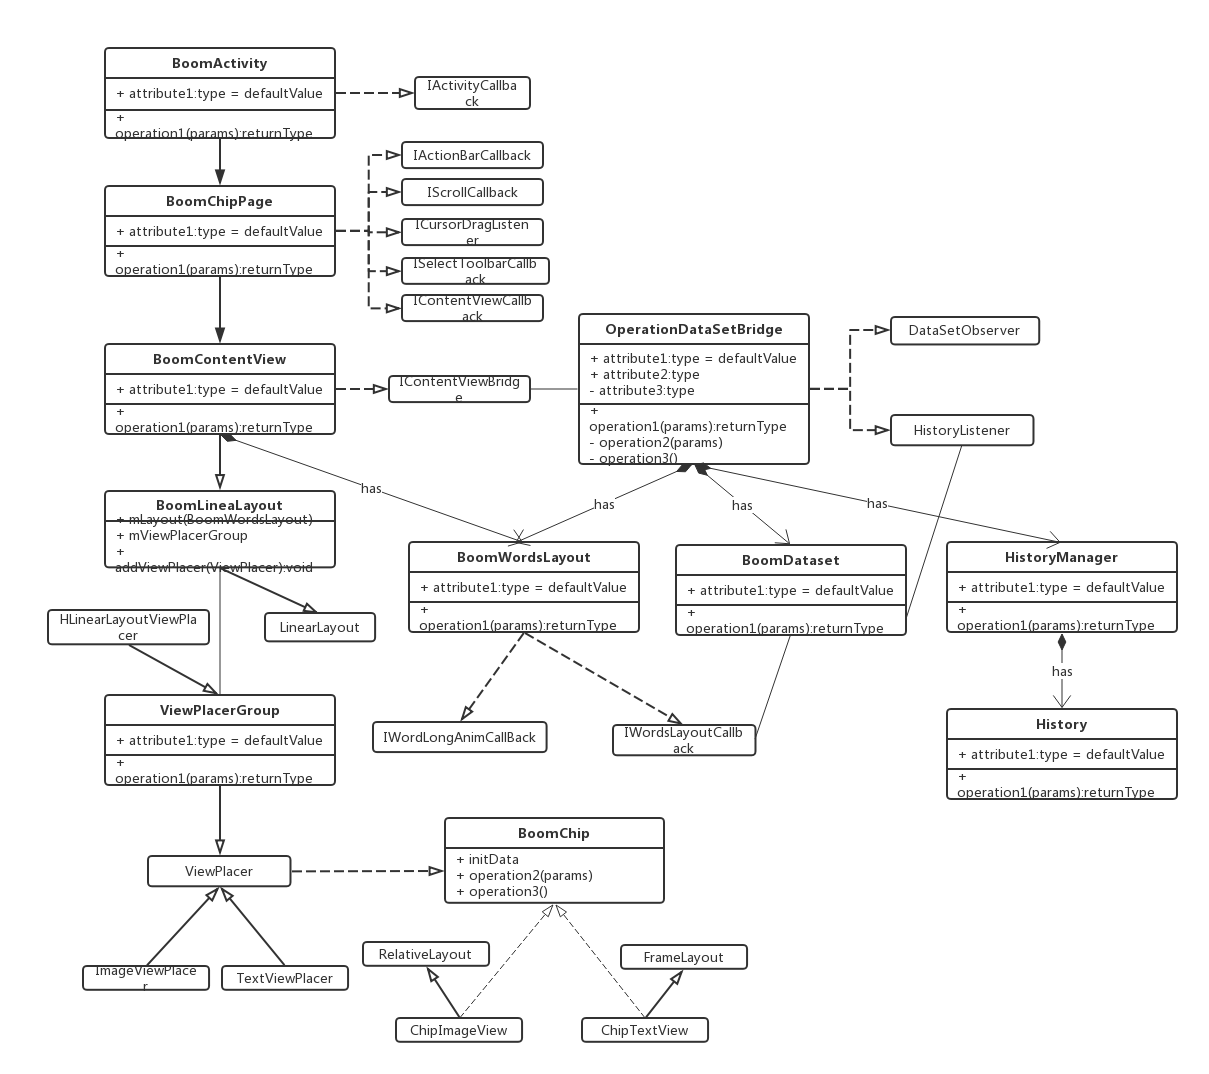 BoomActivity
+ attribute1:type = defaultValue
+
operation1(params):returnType
IActivityCallba
ck
BoomChipPage
+ attribute1:type = defaultValue
+
operation1(params):returnType
IActionBarCallback
IScrollCallback
ICursorDragListen
er
ISelectToolbarCallb
ack
IContentViewCallb
ack
BoomContentView
+ attribute1:type = defaultValue
+
operation1(params):returnType
IContentViewBridg
e
OperationDataSetBridge
+ attribute1:type = defaultValue
+ attribute2:type
- attribute3:type
+
operation1(params):returnType
- operation2(params)
- operation3()
DataSetObserver
HistoryListener
has
has
has
has
BoomLineaLayout
+ mLayout(BoomWordsLayout)
+ mViewPlacerGroup
+
addViewPlacer(ViewPlacer):void
BoomWordsLayout
+ attribute1:type = defaultValue
+
operation1(params):returnType
BoomDataset
+ attribute1:type = defaultValue
+
operation1(params):returnType
HistoryManager
+ attribute1:type = defaultValue
+
operation1(params):returnType
HLinearLayoutViewPla
cer
LinearLayout
has
ViewPlacerGroup
+ attribute1:type = defaultValue
+
operation1(params):returnType
IWordLongAnimCallBack
IWordsLayoutCallb
ack
History
+ attribute1:type = defaultValue
+
operation1(params):returnType
BoomChip
+ initData
+ operation2(params)
+ operation3()
ViewPlacer
RelativeLayout
FrameLayout
ImageViewPlace
r
TextViewPlacer
ChipImageView
ChipTextView